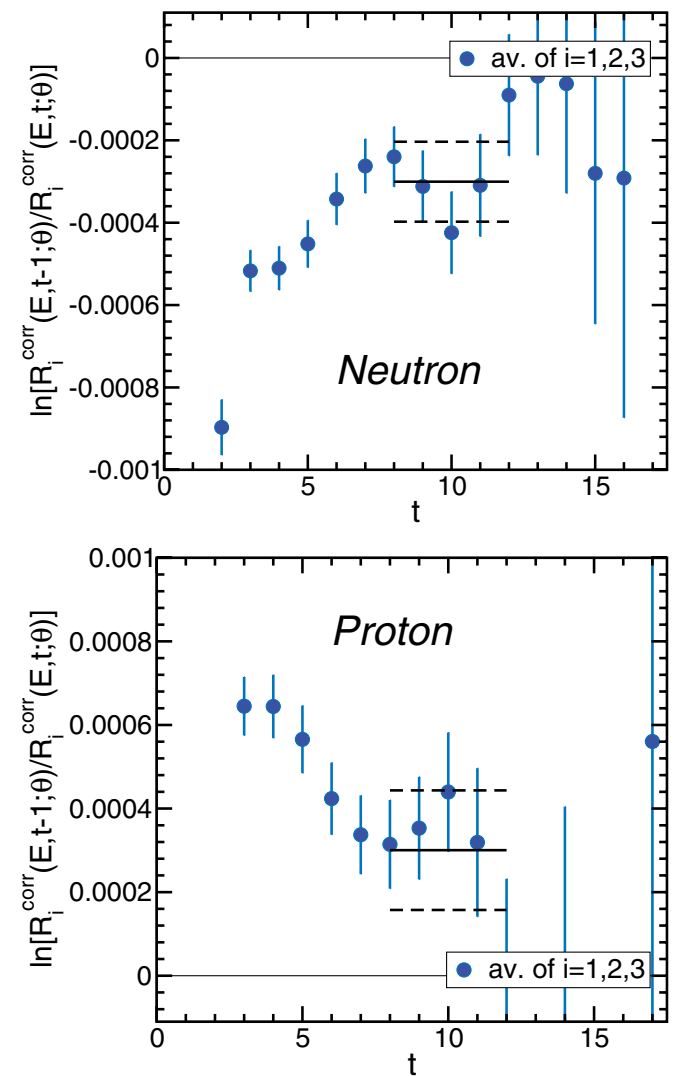 ln[R_i^corr(E,t-1;θ)/R_i^corr(E,t;θ)]
0
-0.0002
-0.0004
-0.0006
-0.0008
-0.001
av. of i=1,2,3
Neutron
0 5 10 15
t
ln[R_i^corr(E,t-1;θ)/R_i^corr(E,t;θ)]
0.001
0.0008
0.0006
0.0004
0.0002
0
Proton
av. of i=1,2,3
0 5 10 15
t